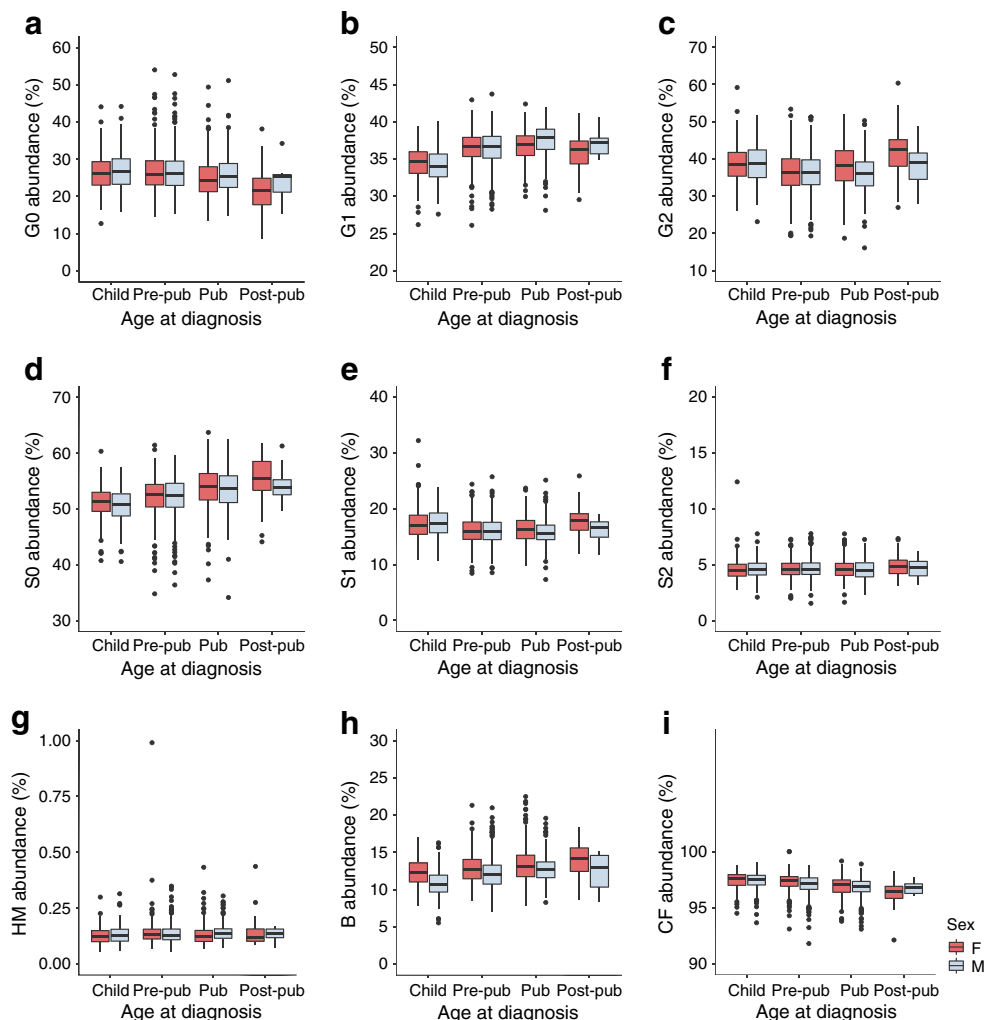 a
G0 abundance (%)
60
50
40
30
20
10
0
Child Pre-pub Pub Post-pub
Age at diagnosis
b
G1 abundance (%)
50
45
40
35
30
25
20
Child Pre-pub Pub Post-pub
Age at diagnosis
c
G2 abundance (%)
70
60
50
40
30
20
10
Child Pre-pub Pub Post-pub
Age at diagnosis
d
S0 abundance (%)
70
60
50
40
30
Child Pre-pub Pub Post-pub
Age at diagnosis
e
S1 abundance (%)
40
30
20
10
0
Child Pre-pub Pub Post-pub
Age at diagnosis
f
S2 abundance (%)
20
15
10
5
0
Child Pre-pub Pub Post-pub
Age at diagnosis
g
HM abundance (%)
1.00
0.75
0.50
0.25
0.00
Child Pre-pub Pub Post-pub
Age at diagnosis
h
B abundance (%)
30
25
20
15
10
5
0
Child Pre-pub Pub Post-pub
Age at diagnosis
i
CF abundance (%)
100
95
90
Child Pre-pub Pub Post-pub
Age at diagnosis
Sex
F
M